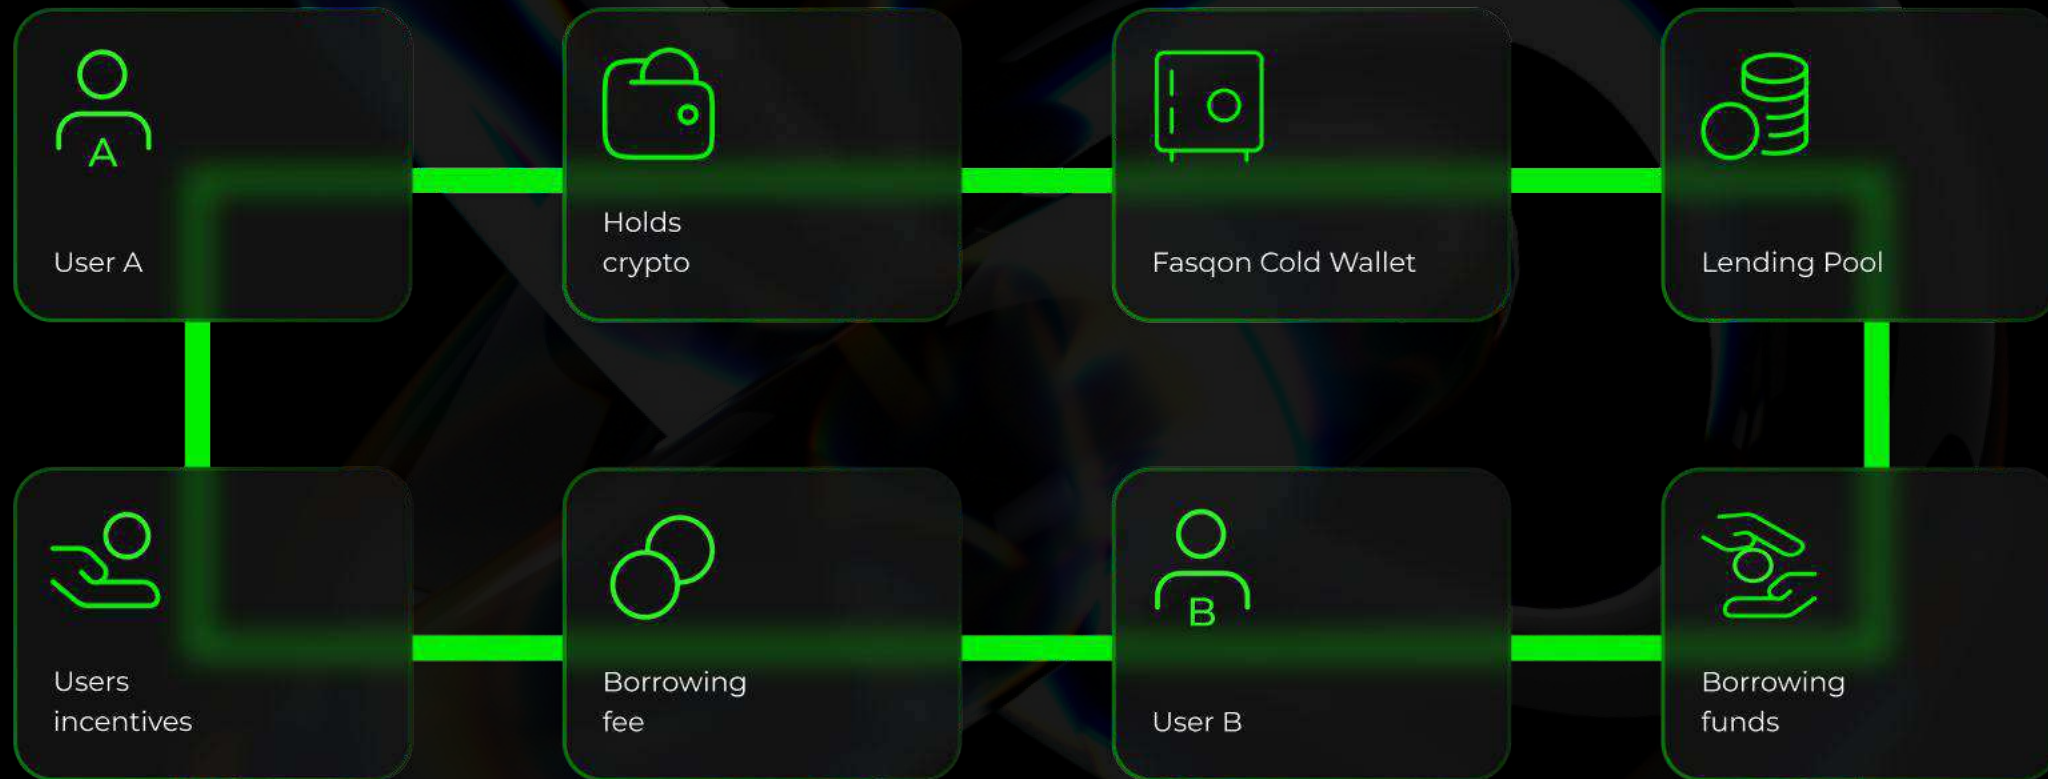 A
User A
Holds
crypto
Fasqon Cold Wallet
Lending Pool
Users
incentives
Borrowing
fee
B
User B
Borrowing
funds